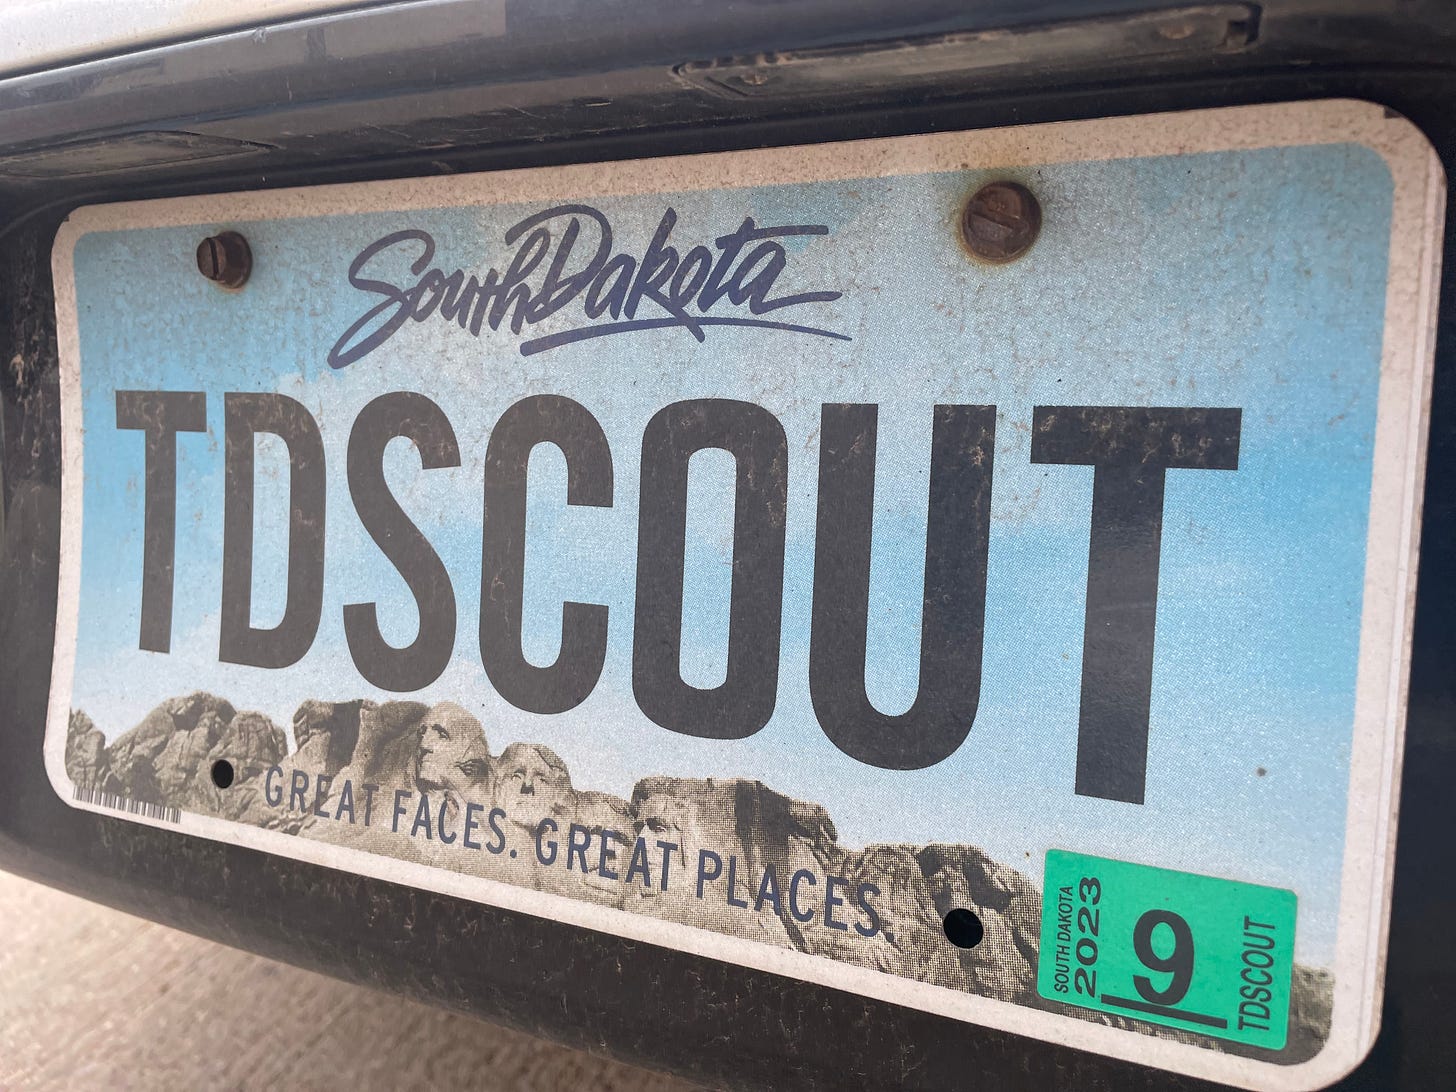 South Dakota
TDSCOUT
GREAT FACES. GREAT PLACES.
SOUTH DAKOTA
2023
9
TDSCOUT